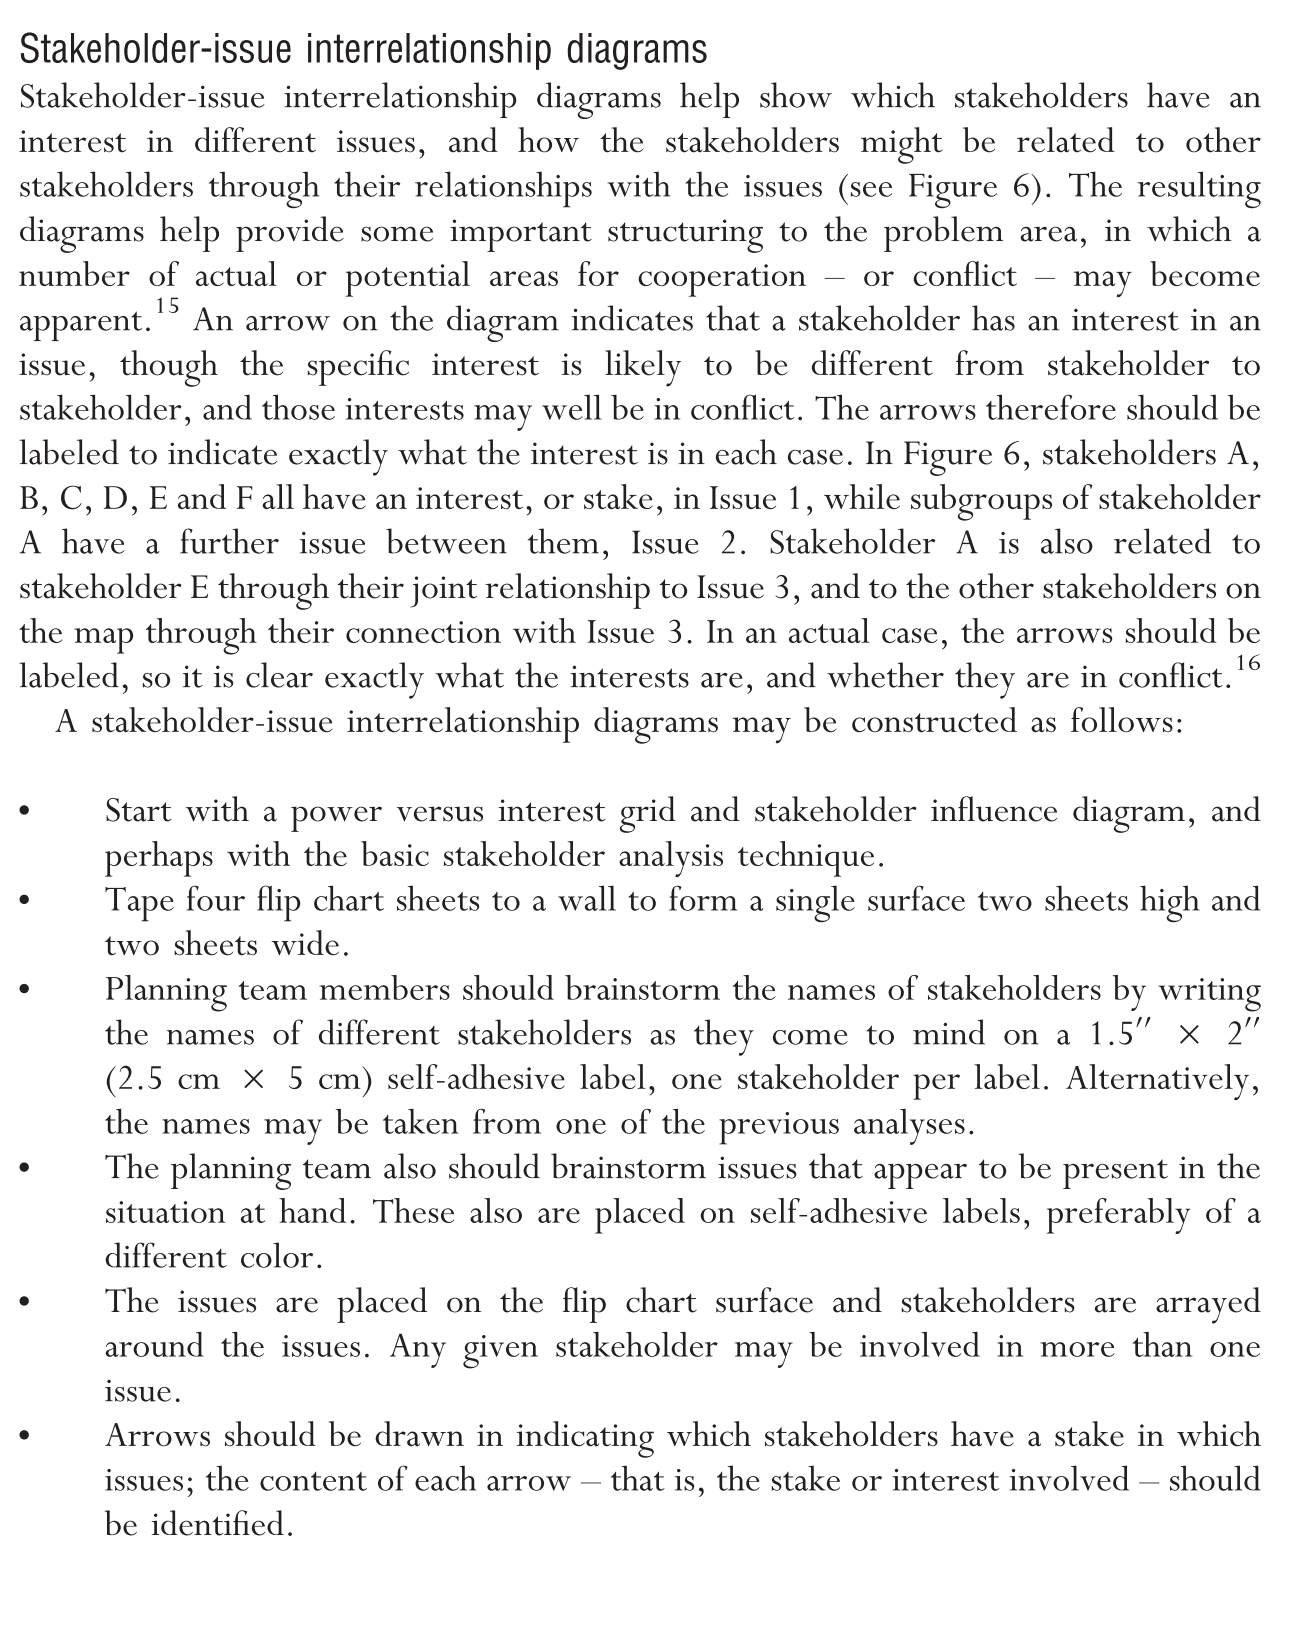 Stakeholder-issue interrelationship diagrams
Stakeholder-issue interrelationship diagrams help show which stakeholders have an
interest in different issues, and how the stakeholders might be related to other
stakeholders through their relationships with the issues (see Figure 6). The resulting
diagrams help provide some important structuring to the problem area, in which a
number of actual or potential areas for cooperation – or conflict – may become
apparent.15 An arrow on the diagram indicates that a stakeholder has an interest in an
issue, though the specific interest is likely to be different from stakeholder to
stakeholder, and those interests may well be in conflict. The arrows therefore should be
labeled to indicate exactly what the interest is in each case. In Figure 6, stakeholders A,
B, C, D, E and F all have an interest, or stake, in Issue 1, while subgroups of stakeholder
A have a further issue between them, Issue 2. Stakeholder A is also related to
stakeholder E through their joint relationship to Issue 3, and to the other stakeholders on
the map through their connection with Issue 3. In an actual case, the arrows should be
labeled, so it is clear exactly what the interests are, and whether they are in conflict.16
A stakeholder-issue interrelationship diagrams may be constructed as follows:
• Start with a power versus interest grid and stakeholder influence diagram, and
perhaps with the basic stakeholder analysis technique.
• Tape four flip chart sheets to a wall to form a single surface two sheets high and
two sheets wide.
• Planning team members should brainstorm the names of stakeholders by writing
the names of different stakeholders as they come to mind on a 1.5″ × 2″
(2.5 cm × 5 cm) self-adhesive label, one stakeholder per label. Alternatively,
the names may be taken from one of the previous analyses.
• The planning team also should brainstorm issues that appear to be present in the
situation at hand. These also are placed on self-adhesive labels, preferably of a
different color.
• The issues are placed on the flip chart surface and stakeholders are arrayed
around the issues. Any given stakeholder may be involved in more than one
issue.
• Arrows should be drawn in indicating which stakeholders have a stake in which
issues; the content of each arrow – that is, the stake or interest involved – should
be identified.